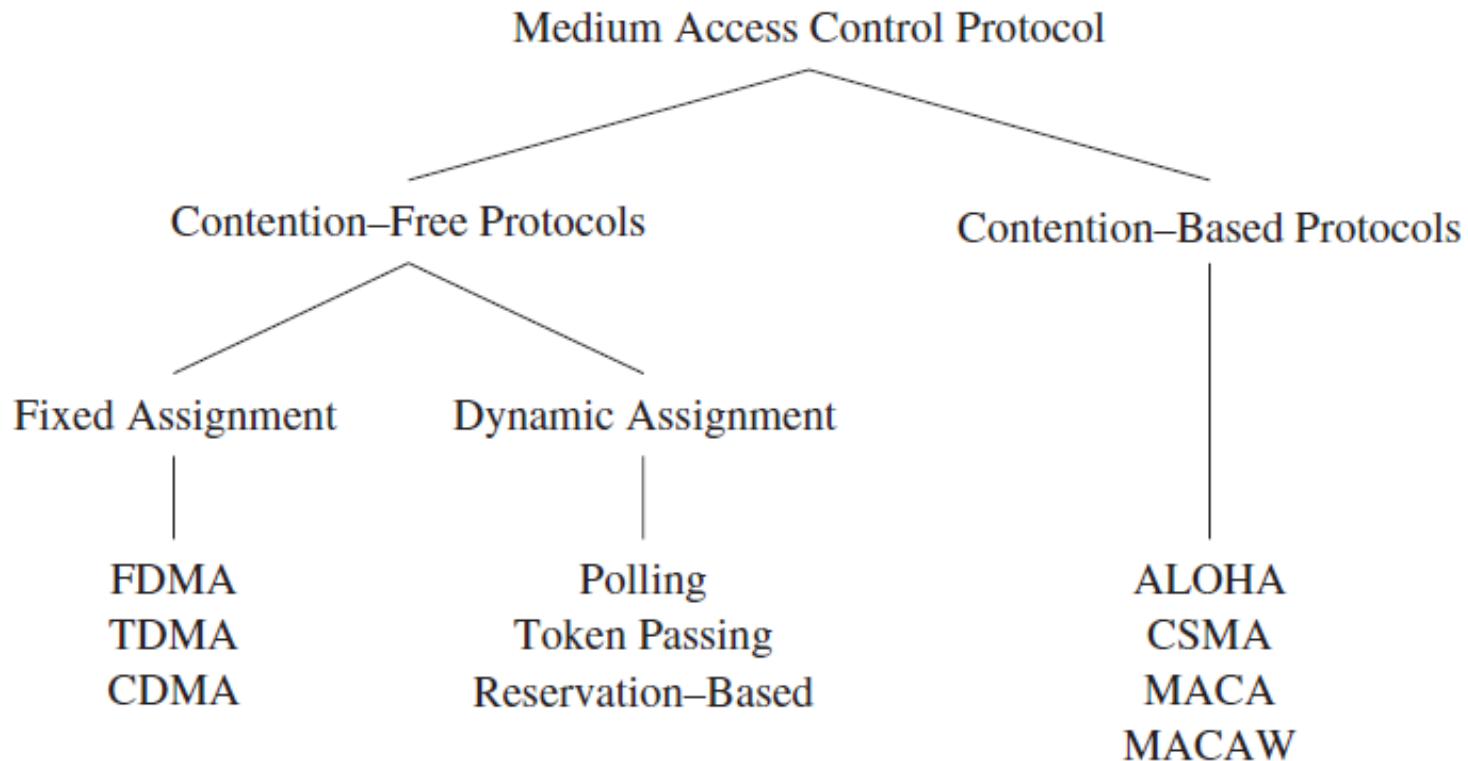 Medium Access Control Protocol
Contention–Free Protocols
Contention–Based Protocols
Fixed Assignment
Dynamic Assignment
FDMA
TDMA
CDMA
Polling
Token Passing
Reservation–Based
ALOHA
CSMA
MACA
MACAW